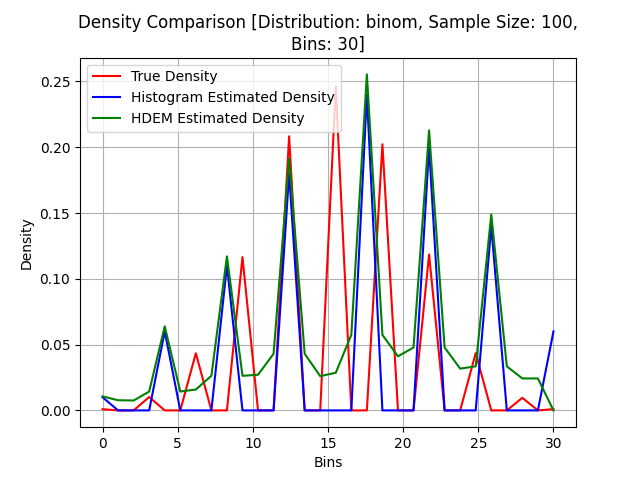 Density Comparison [Distribution: binom, Sample Size: 100,
Bins: 30]
True Density
Histogram Estimated Density
HDEM Estimated Density
Density
0.25
0.20
0.15
0.10
0.05
0.00
0 5 10 15 20 25 30
Bins